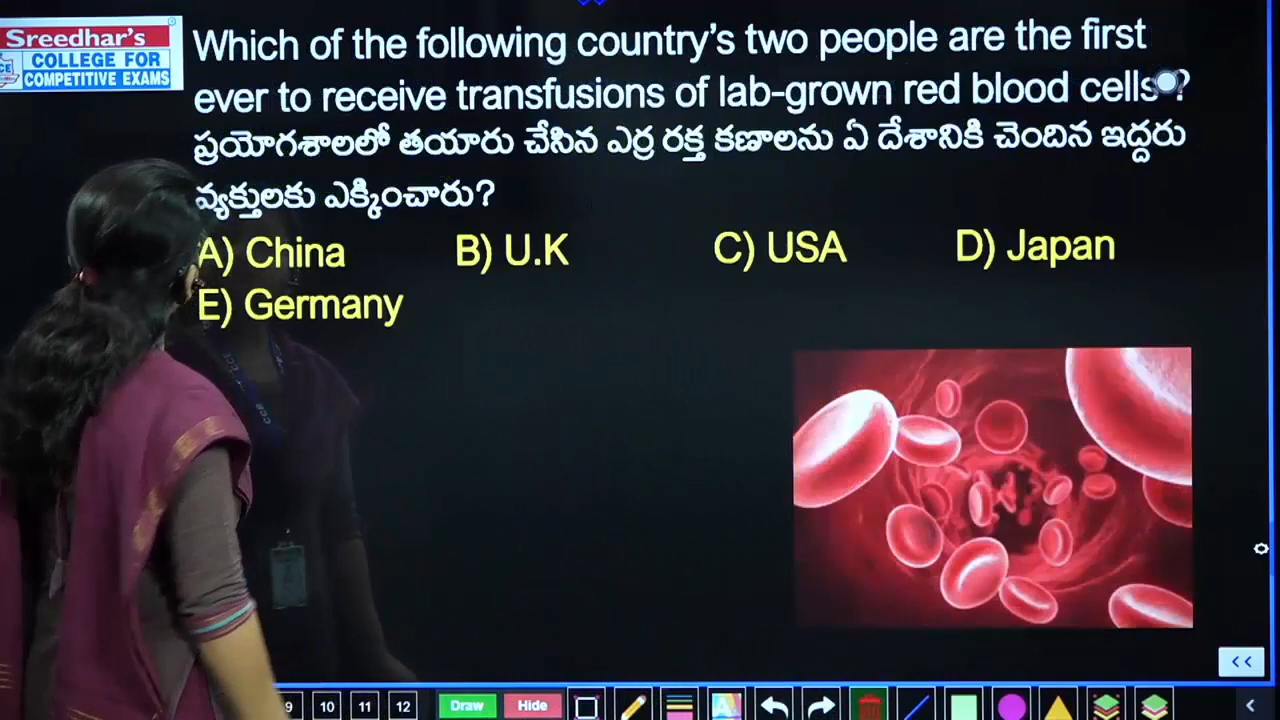 Sreedhar's
CE
COLLEGE FOR
COMPETITIVE EXAMS
Which of the following country's two people are the first
ever to receive transfusions of lab-grown red blood cells ?
ప్రయోగశాలలో తయారు చేసిన ఎర్ర రక్త కణాలను ఏ దేశానికి చెందిన ఇద్దరు
వ్యక్తులకు ఎక్కించారు?
A) China B) U.K C) USA D) Japan
E) Germany
<<
9 10 11 12 Draw Hide A